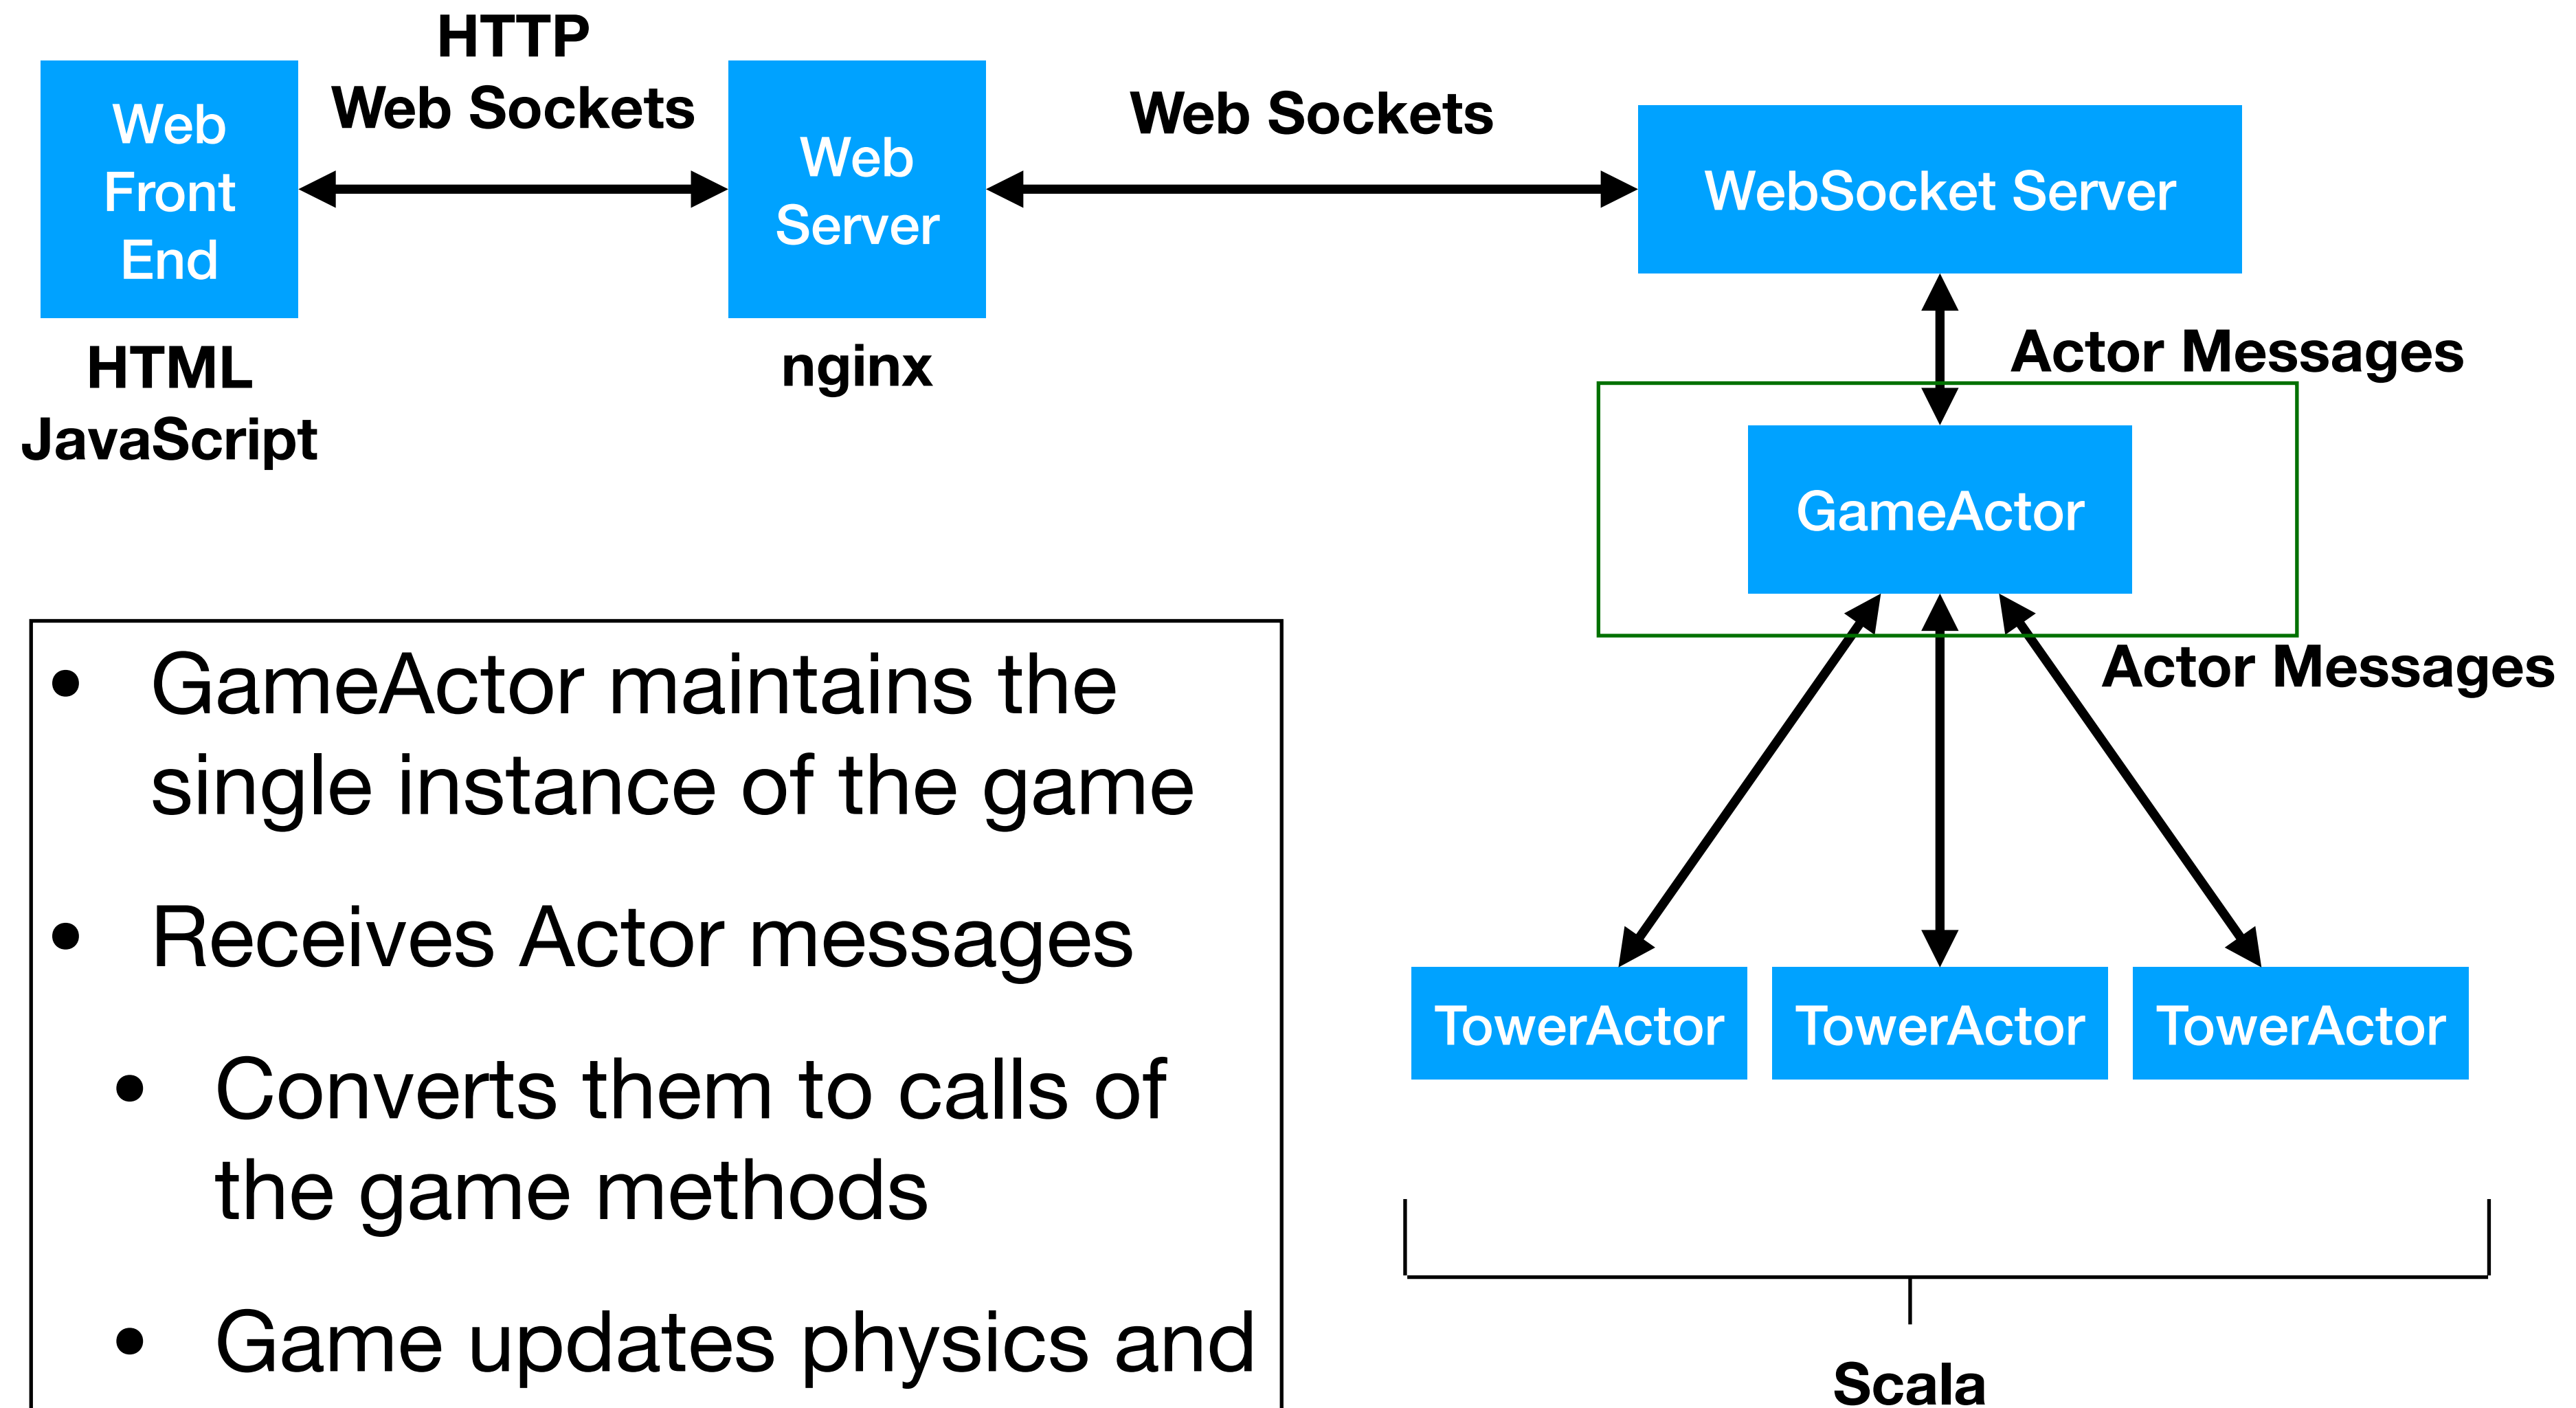 HTTP
Web Sockets
Web
Front
End
HTML
JavaScript
Web
Server
nginx
Web Sockets
WebSocket Server
Actor Messages
GameActor
Actor Messages
TowerActor
TowerActor
TowerActor
Scala
• GameActor maintains the
single instance of the game
• Receives Actor messages
• Converts them to calls of
the game methods
• Game updates physics and